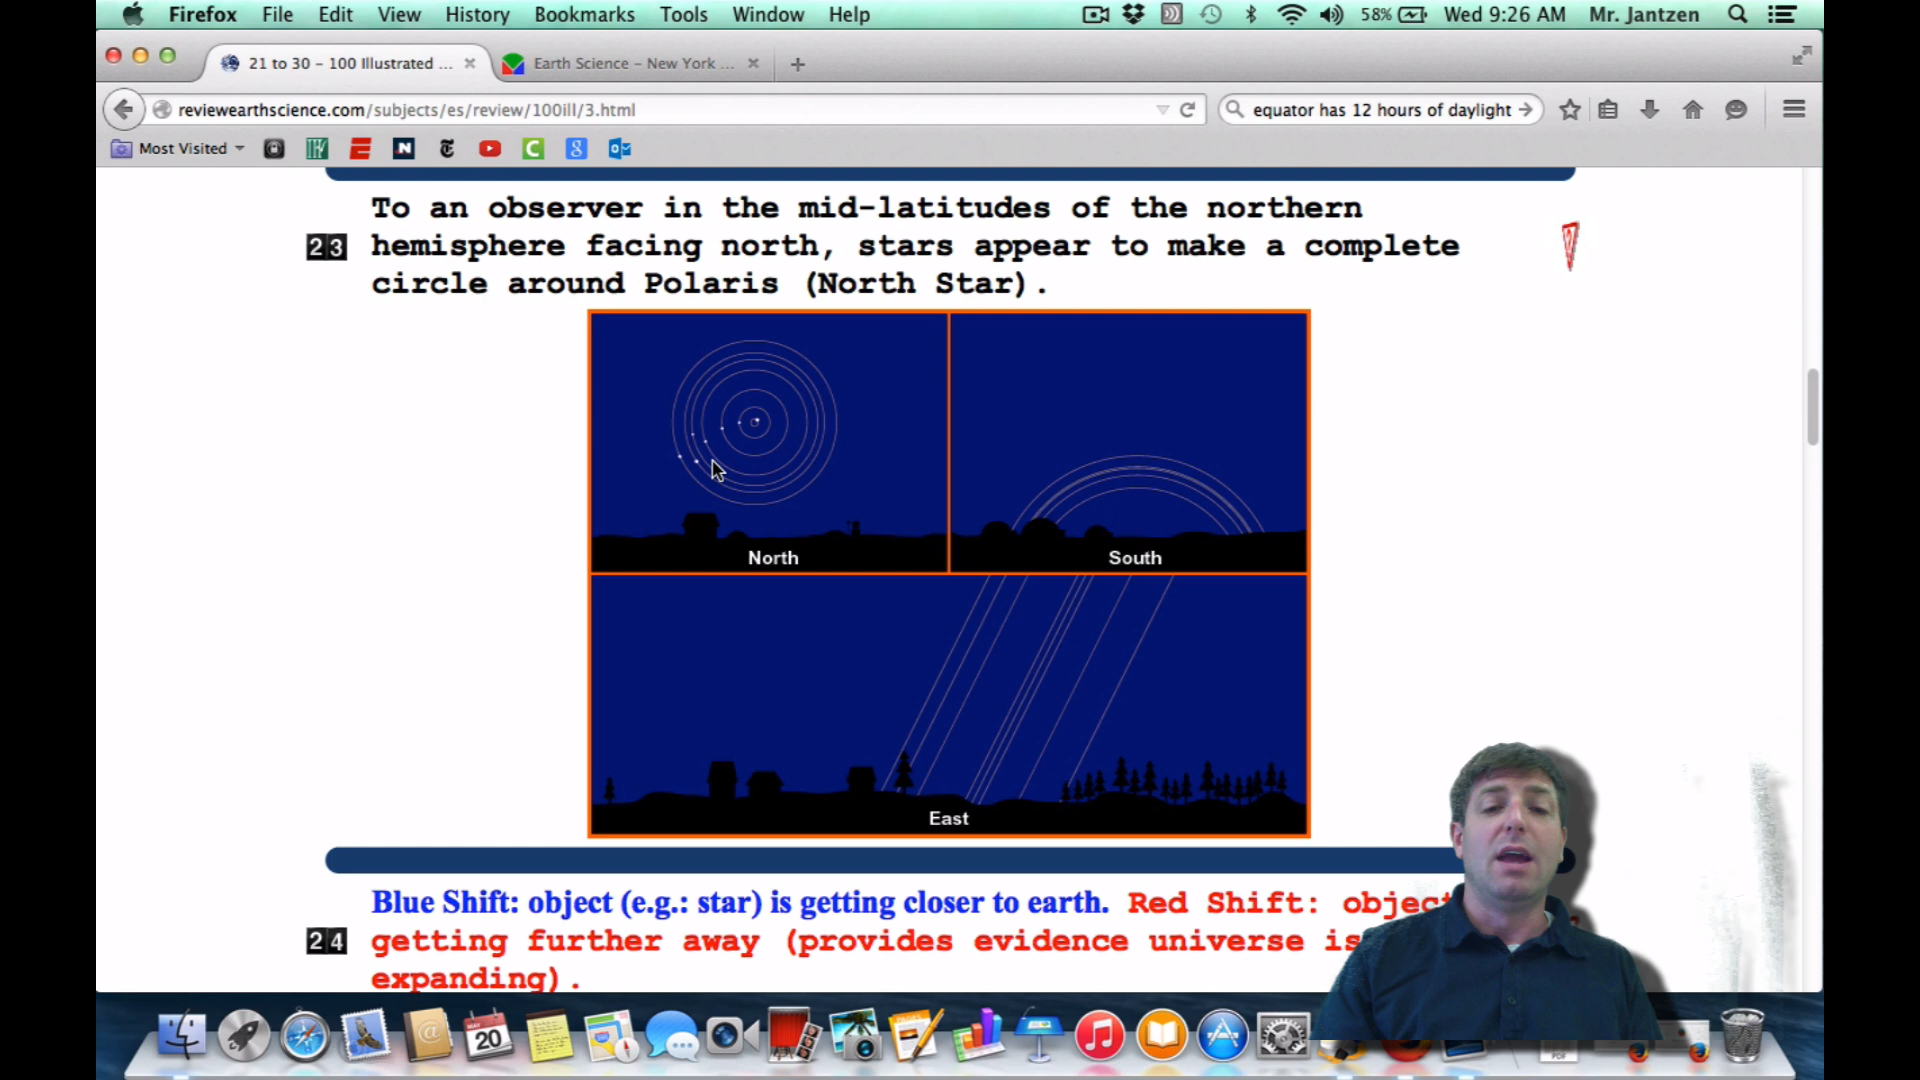 Firefox File Edit View History Bookmarks Tools Window Help 58% Wed 9:26 AM Mr. Jantzen
21 to 30 – 100 Illustrated ... Earth Science – New York ...
reviewearthscience.com/subjects/es/review/100ill/3.html equator has 12 hours of daylight
Most Visited
To an observer in the mid-latitudes of the northern
23 hemisphere facing north, stars appear to make a complete
circle around Polaris (North Star).
North South
East
Blue Shift: object (e.g.: star) is getting closer to earth. Red Shift: object
24 getting further away (provides evidence universe is
expanding).
MAY
20